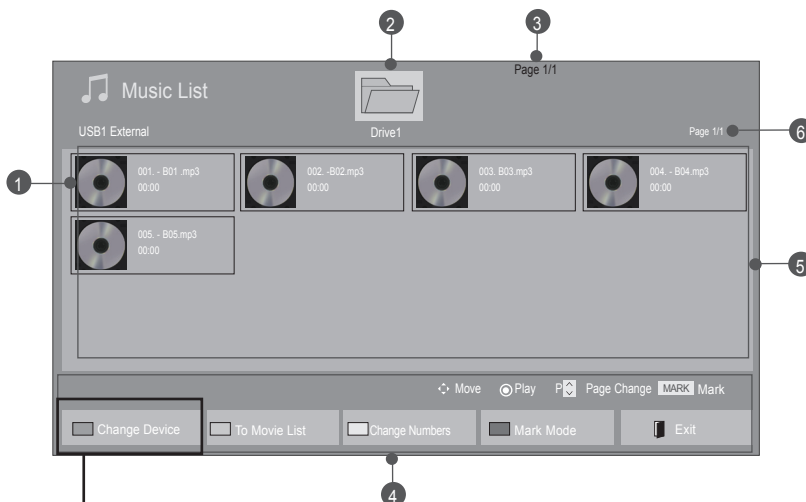 2
3
Page 1/1
Music List
USB1 External
Drive1
Page 1/1
6
1
001. - B01 .mp3
00:00
002. -B02.mp3
00:00
003. B03.mp3
00:00
004. - B04.mp3
00:00
005. - B05.mp3
00:00
5
Move Play P Page Change MARK Mark
Change Device To Movie List Change Numbers Mark Mode Exit
4